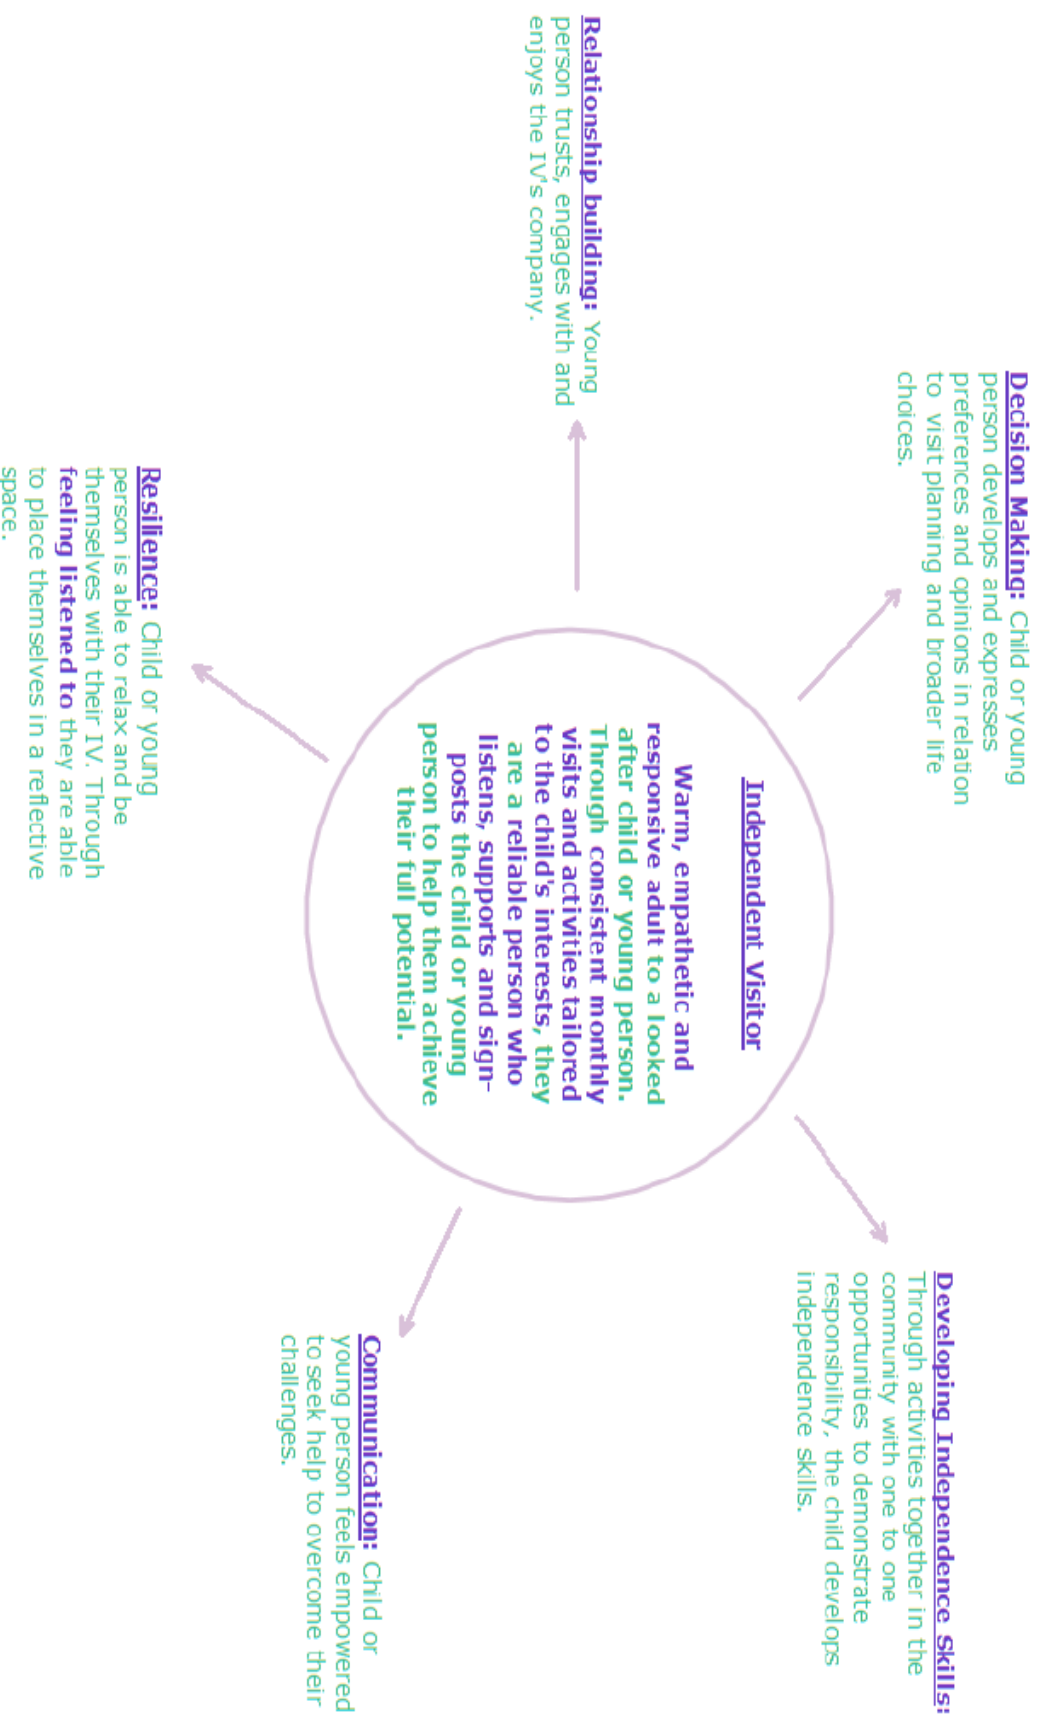 Decision Making: Child or young
person develops and expresses
preferences and opinions in relation
to visit planning and broader life
choices.
Developing Independence Skills:
Through activities together in the
community with one to one
opportunities to demonstrate
responsibility, the child develops
independence skills.
Relationship building: Young
person trusts, engages with and
enjoys the IV's company.
Independent Visitor
Warm, empathetic and
responsive adult to a looked
after child or young person.
Through consistent monthly
visits and activities tailored
to the child's interests, they
are a reliable person who
listens, supports and sign-
posts the child or young
person to help them achieve
their full potential.
Communication: Child or
young person feels empowered
to seek help to overcome their
challenges.
Resilience: Child or young
person is able to relax and be
themselves with their IV. Through
feeling listened to they are able
to place themselves in a reflective
space.